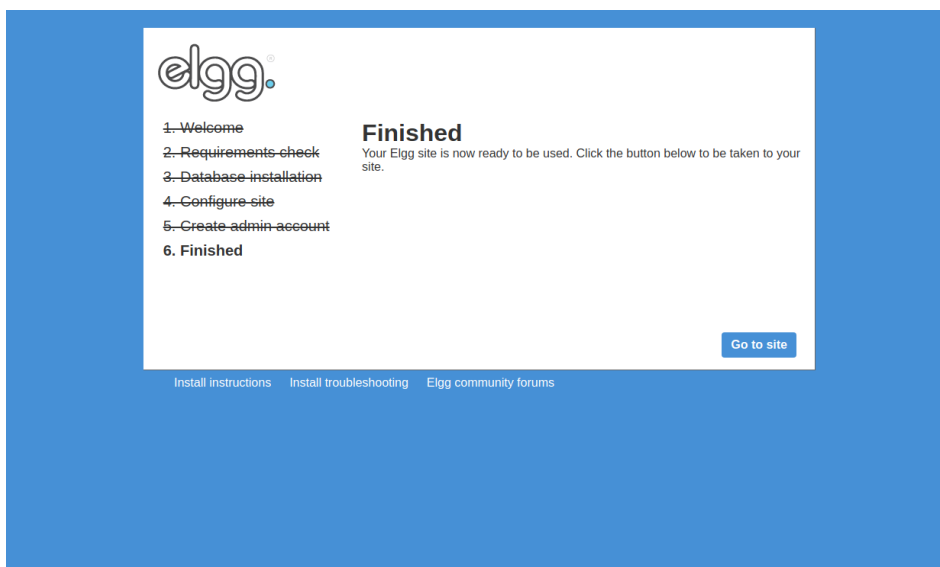 elgg.®
1. Welcome
2. Requirements check
3. Database installation
4. Configure site
5. Create admin account
6. Finished
Finished
Your Elgg site is now ready to be used. Click the button below to be taken to your
site.
Go to site
Install instructions Install troubleshooting Elgg community forums